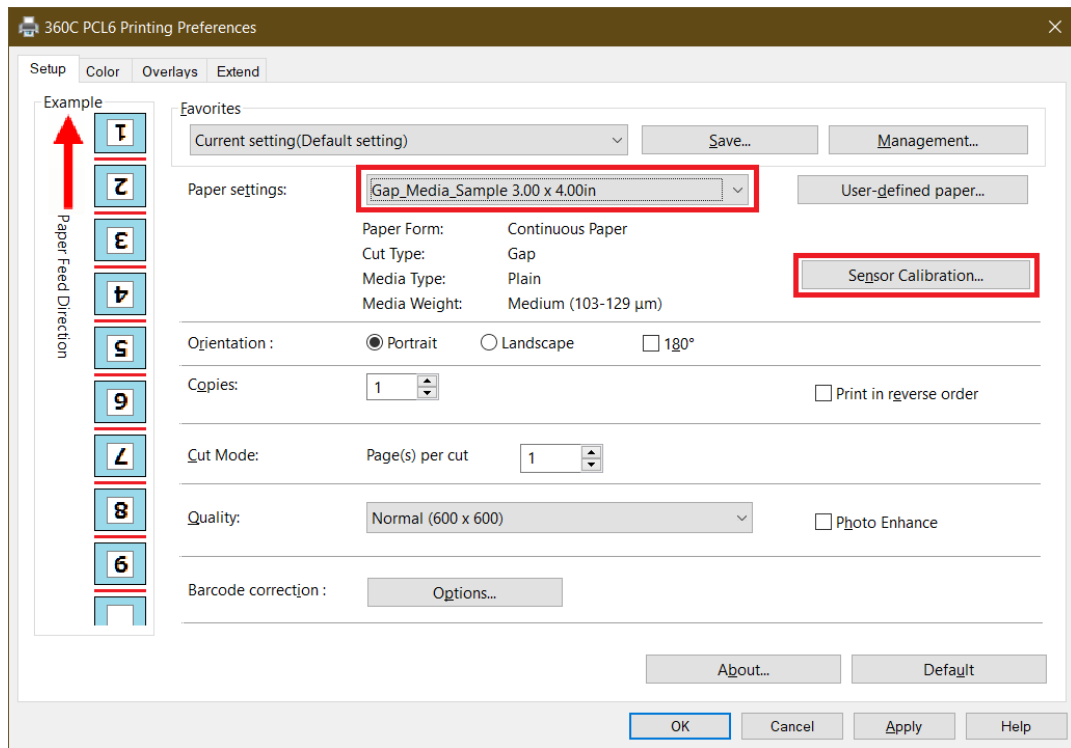 360C PCL6 Printing Preferences
Setup Color Overlays Extend
Example
1
2
3
4
5
6
7
8
9
Paper Feed Direction
Favorites
Current setting(Default setting) Save... Management...
Paper settings: Gap_Media_Sample 3.00 x 4.00in User-defined paper...
Paper Form: Continuous Paper
Cut Type: Gap
Media Type: Plain
Media Weight: Medium (103-129 µm)
Sensor Calibration...
Orientation : Portrait Landscape 180°
Copies: 1 Print in reverse order
Cut Mode: Page(s) per cut 1
Quality: Normal (600 x 600) Photo Enhance
Barcode correction : Options...
About... Default
OK Cancel Apply Help